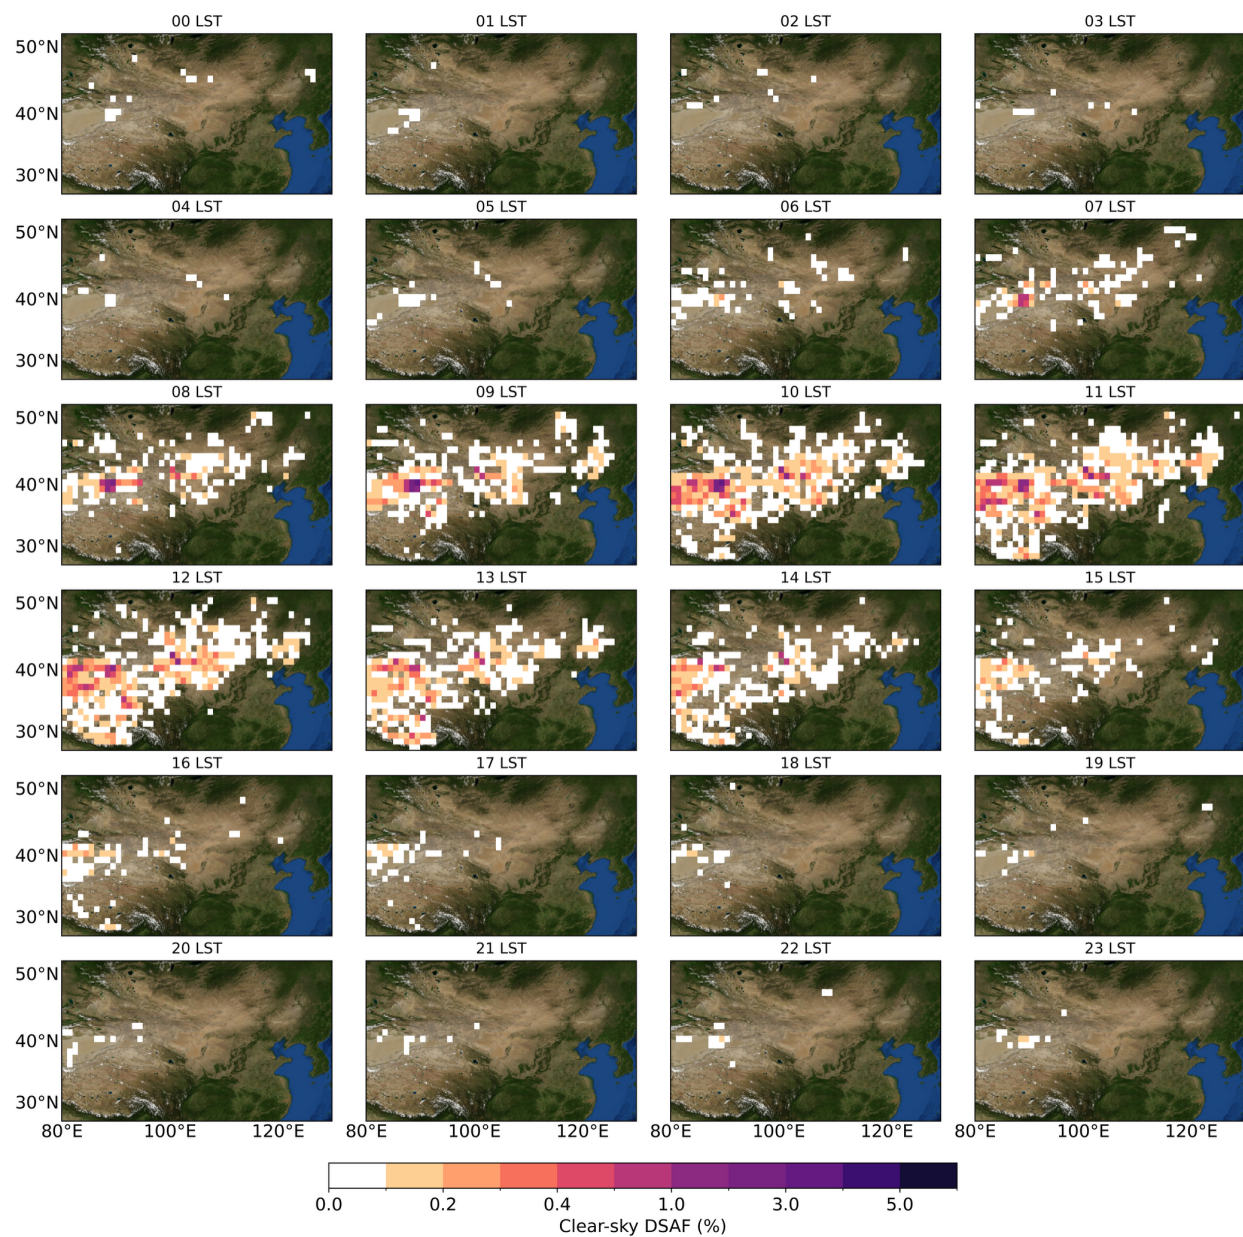 00 LST 01 LST 02 LST 03 LST
50°N
40°N
30°N
04 LST 05 LST 06 LST 07 LST
50°N
40°N
30°N
08 LST 09 LST 10 LST 11 LST
50°N
40°N
30°N
12 LST 13 LST 14 LST 15 LST
50°N
40°N
30°N
16 LST 17 LST 18 LST 19 LST
50°N
40°N
30°N
20 LST 21 LST 22 LST 23 LST
50°N
40°N
30°N
80°E 100°E 120°E 80°E 100°E 120°E 80°E 100°E 120°E 80°E 100°E 120°E
0.0 0.2 0.4 1.0 3.0 5.0
Clear-sky DSAF (%)